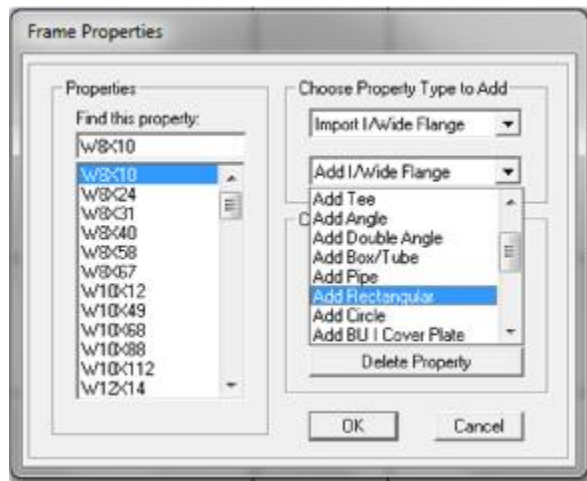 Frame Properties
Properties
Find this property:
W8X10
W8X10
W8X24
W8X31
W8X40
W8X58
W8X67
W10X12
W10X49
W10X68
W10X88
W10X112
W12X14
Choose Property Type to Add
Import I/Wide Flange
Add I/Wide Flange
Add Tee
Add Angle
Add Double Angle
Add Box/Tube
Add Pipe
Add Rectangular
Add Circle
Add BU I Cover Plate
Delete Property
OK
Cancel